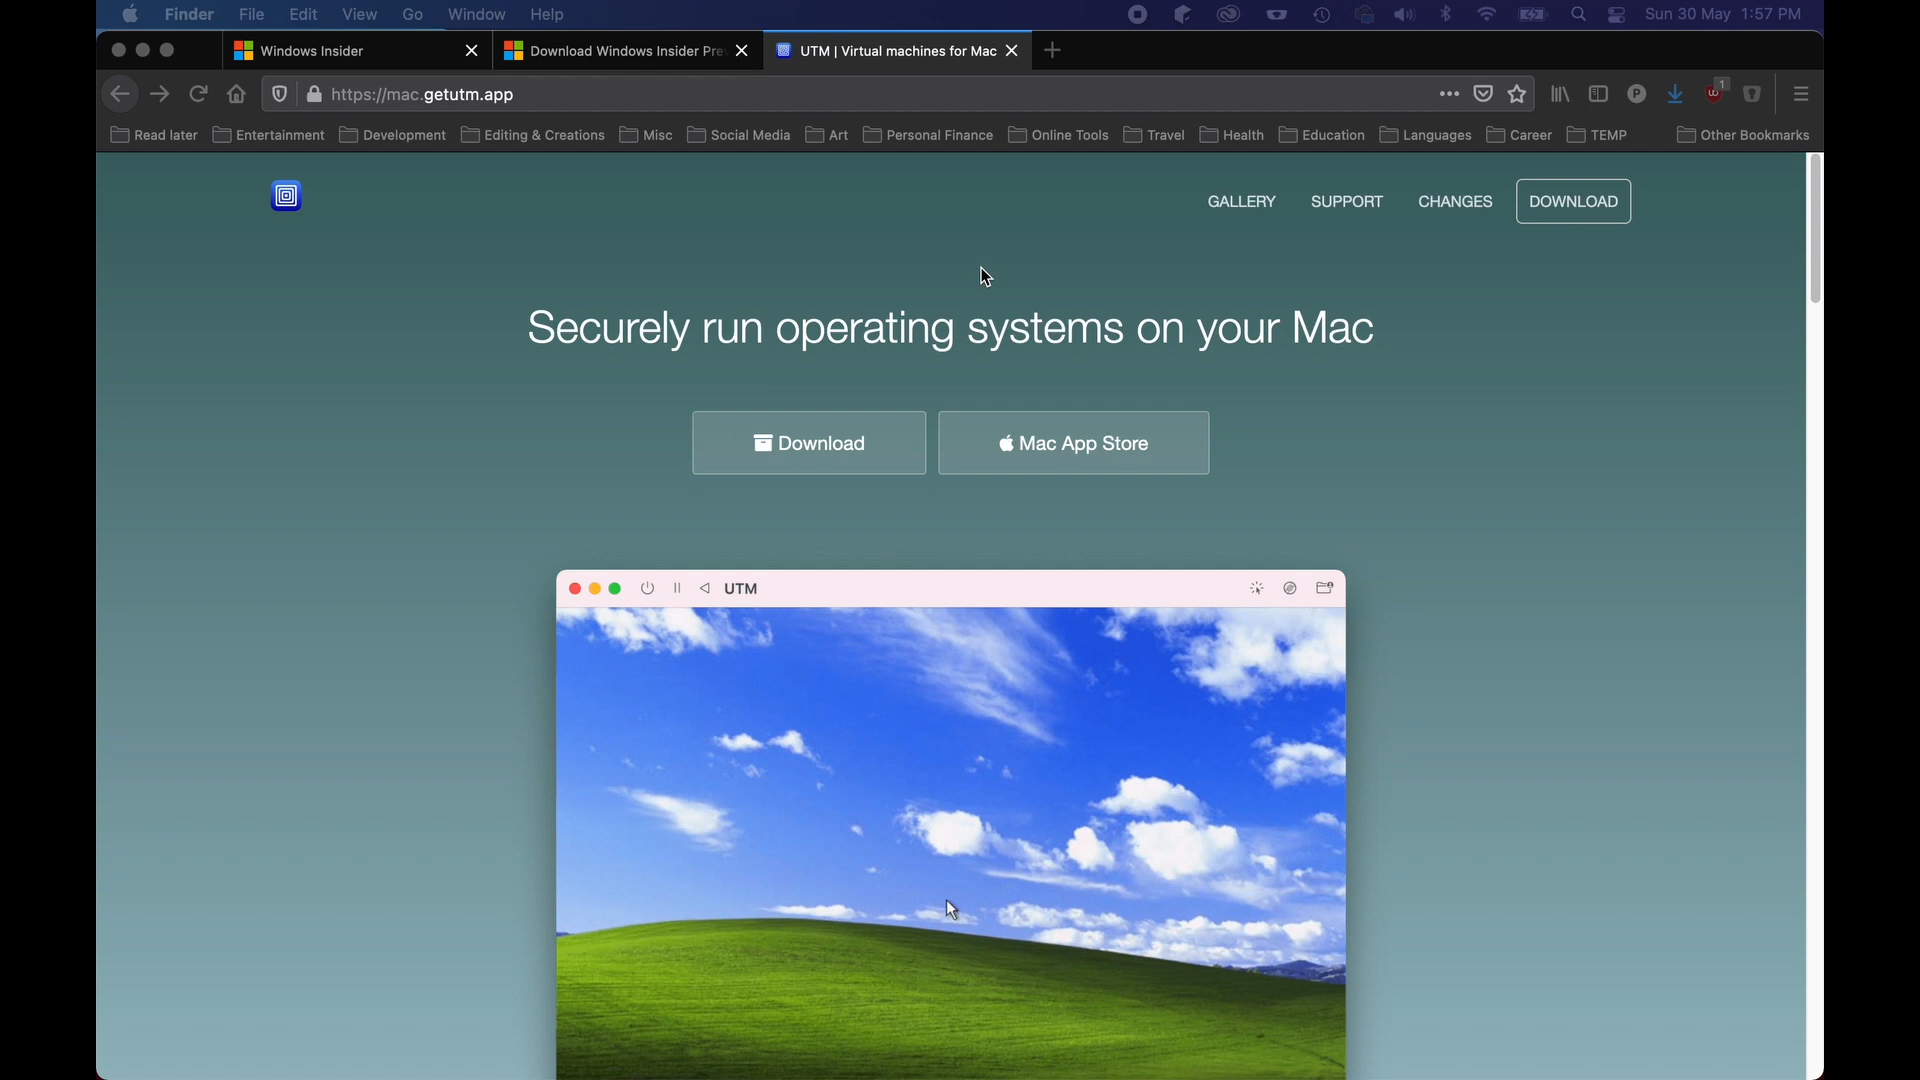 Finder File Edit View Go Window Help Sun 30 May 1:57 PM
Windows Insider Download Windows Insider Pre UTM | Virtual machines for Mac
https://mac.getutm.app 1
Read later Entertainment Development Editing & Creations Misc Social Media Art Personal Finance Online Tools Travel Health Education Languages Career TEMP Other Bookmarks
GALLERY SUPPORT CHANGES DOWNLOAD
Securely run operating systems on your Mac
Download Mac App Store
UTM